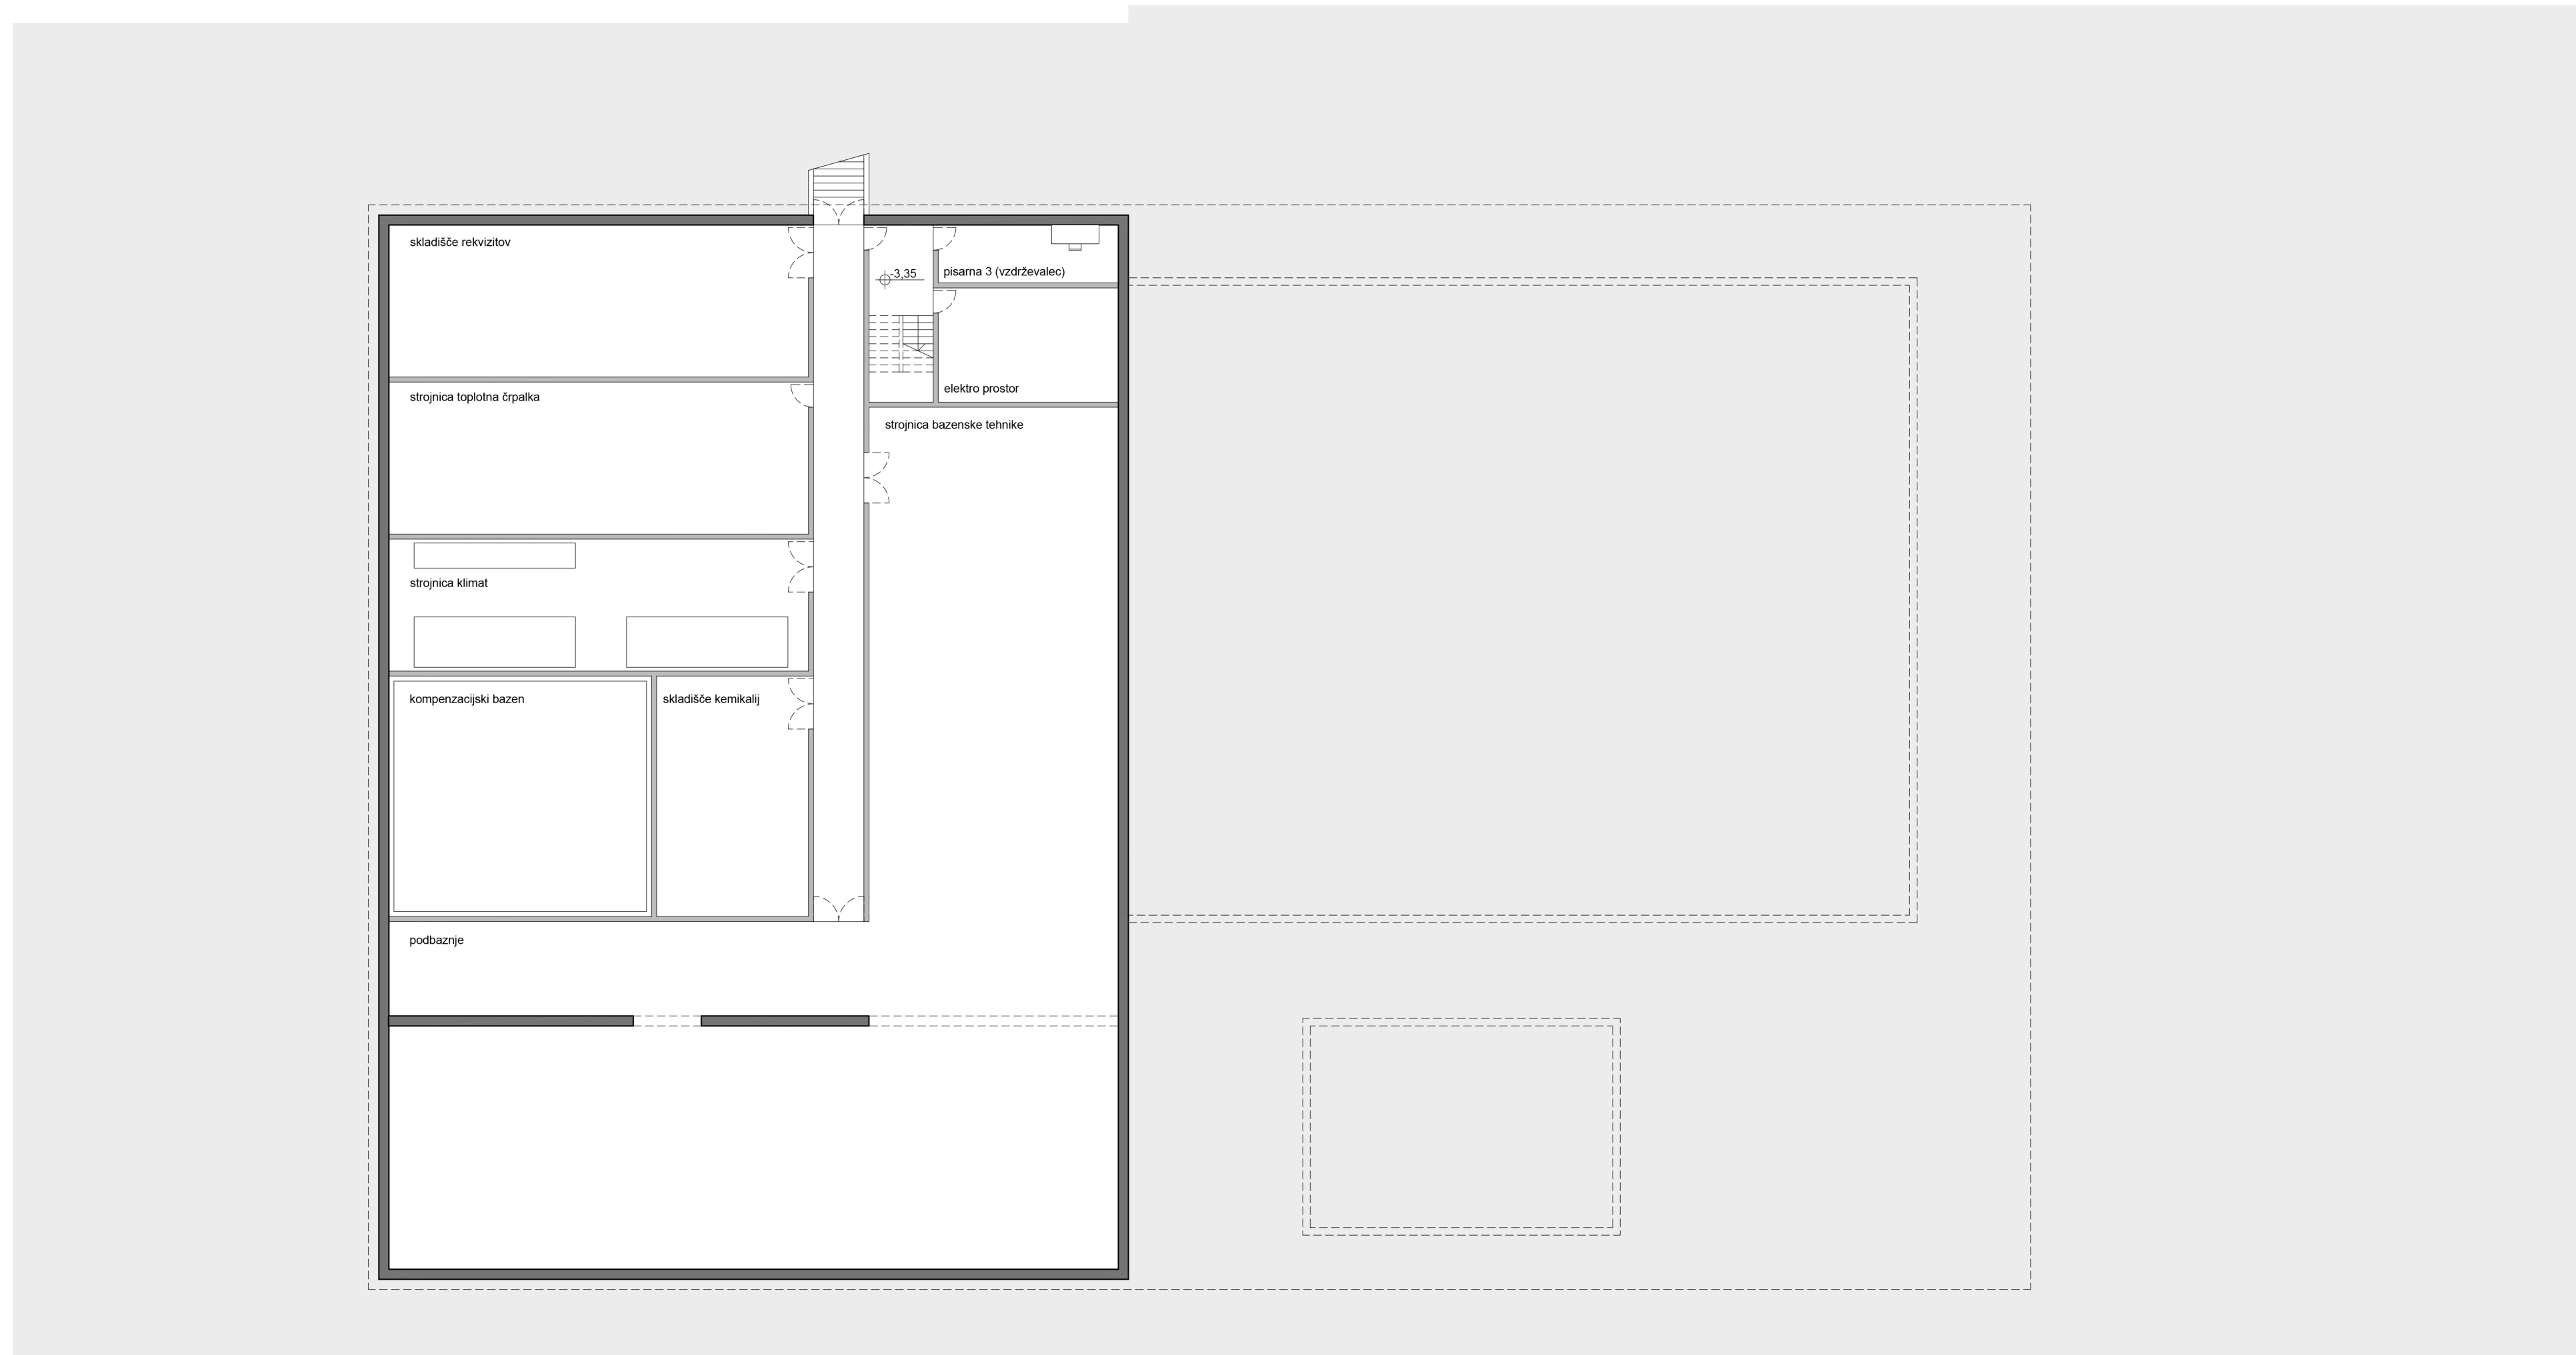 skladišče rekvizitov
-3,35
pisarna 3 (vzdrževalec)
elektro prostor
strojnica toplotna črpalka
strojnica bazenske tehnike
strojnica klimat
kompenzacijski bazen
skladišče kemikalij
podbaznje